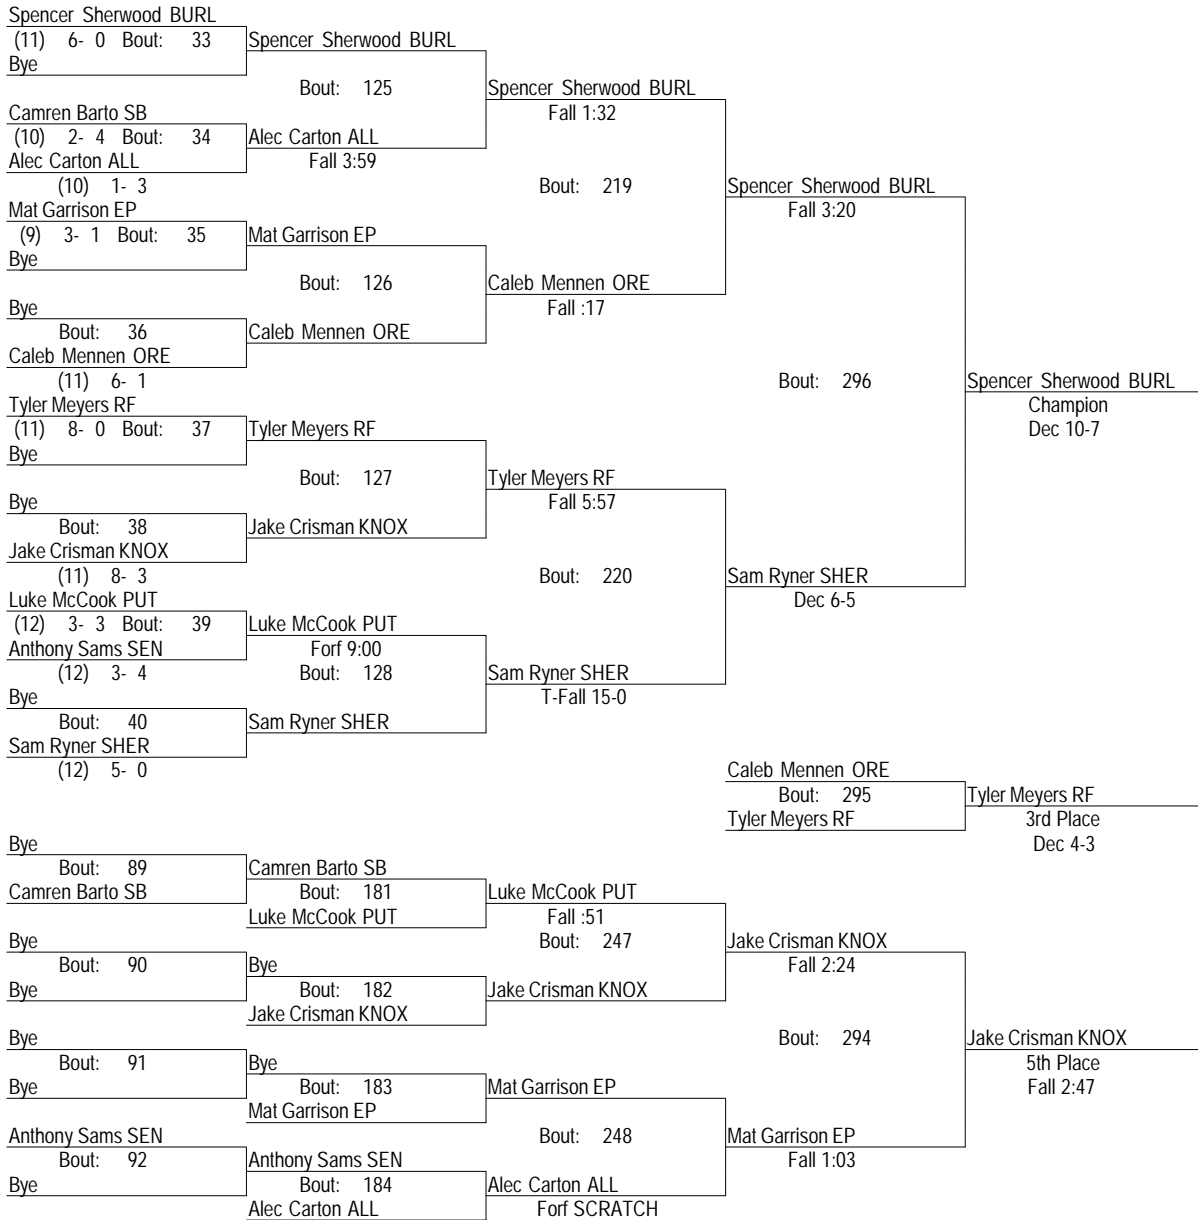 Spencer Sherwood BURL
(11) 6- 0 Bout: 33 Spencer Sherwood BURL
Bye
Bout: 125 Spencer Sherwood BURL
Camren Barto SB Fall 1:32
(10) 2- 4 Bout: 34 Alec Carton ALL
Alec Carton ALL Fall 3:59
(10) 1- 3 Bout: 219 Spencer Sherwood BURL
Mat Garrison EP Fall 3:20
(9) 3- 1 Bout: 35 Mat Garrison EP
Bye
Bout: 126 Caleb Mennen ORE
Bye Fall :17
Bout: 36 Caleb Mennen ORE
Caleb Mennen ORE
(11) 6- 1 Bout: 296 Spencer Sherwood BURL
Tyler Meyers RF Champion
(11) 8- 0 Bout: 37 Tyler Meyers RF Dec 10-7
Bye
Bout: 127 Tyler Meyers RF
Bye Fall 5:57
Bout: 38 Jake Crisman KNOX
Jake Crisman KNOX
(11) 8- 3 Bout: 220 Sam Ryner SHER
Luke McCook PUT Dec 6-5
(12) 3- 3 Bout: 39 Luke McCook PUT
Anthony Sams SEN Forf 9:00
(12) 3- 4 Bout: 128 Sam Ryner SHER
Bye T-Fall 15-0
Bout: 40 Sam Ryner SHER
Sam Ryner SHER
(12) 5- 0 Caleb Mennen ORE
Bout: 295 Tyler Meyers RF
Tyler Meyers RF 3rd Place
Bye Dec 4-3
Bout: 89 Camren Barto SB
Camren Barto SB Bout: 181 Luke McCook PUT
Luke McCook PUT Fall :51
Bye Bout: 247 Jake Crisman KNOX
Bout: 90 Bye Fall 2:24
Bye Bout: 182 Jake Crisman KNOX
Jake Crisman KNOX
Bye Bout: 294 Jake Crisman KNOX
Bout: 91 Bye 5th Place
Bye Bout: 183 Mat Garrison EP Fall 2:47
Mat Garrison EP
Anthony Sams SEN Bout: 248 Mat Garrison EP
Bout: 92 Anthony Sams SEN Fall 1:03
Bye Bout: 184 Alec Carton ALL
Alec Carton ALL Forf SCRATCH